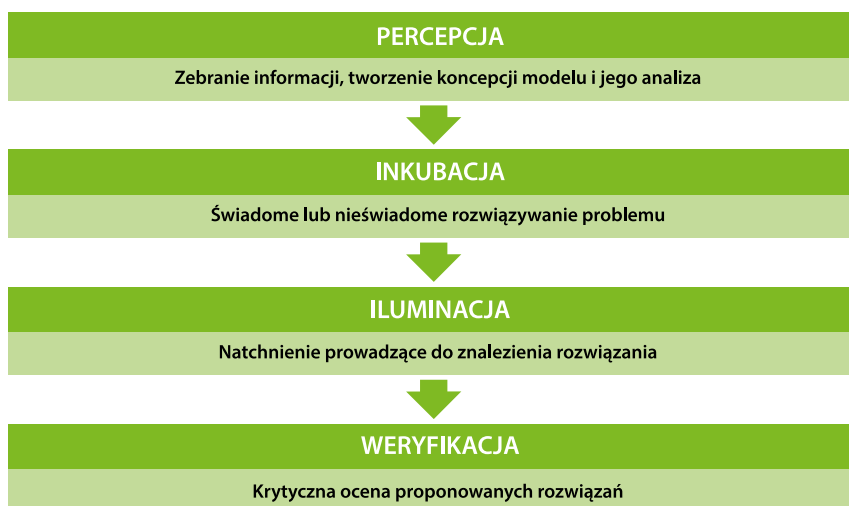 PERCEPCJA
Zebranie informacji, tworzenie koncepcji modelu i jego analiza
INKUBACJA
Świadome lub nieświadome rozwiązywanie problemu
ILUMINACJA
Natchnienie prowadzące do znalezienia rozwiązania
WERYFIKACJA
Krytyczna ocena proponowanych rozwiązań